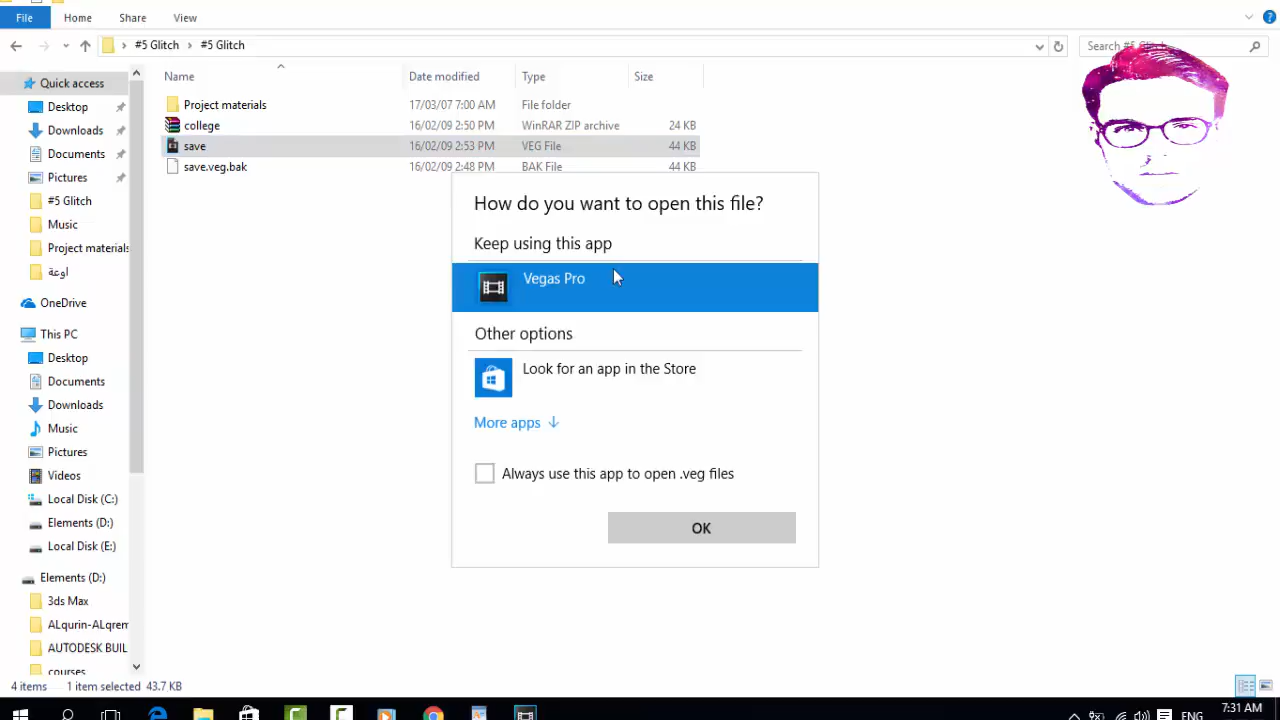 File Home Share View
#5 Glitch #5 Glitch
Search #5 Glitch
Name Date modified Type Size
Quick access
Desktop
Downloads
Documents
Pictures
#5 Glitch
Music
Project materials
اوعة
OneDrive
This PC
Desktop
Documents
Downloads
Music
Pictures
Videos
Local Disk (C:)
Elements (D:)
Local Disk (E:)
Elements (D:)
3ds Max
ALqurin-ALqrem
AUTODESK BUIL
courses
Project materials 17/03/07 7:00 AM File folder
college 16/02/09 2:50 PM WinRAR ZIP archive 24 KB
save 16/02/09 2:53 PM VEG File 44 KB
save.veg.bak 16/02/09 2:48 PM BAK File 44 KB
How do you want to open this file?
Keep using this app
Vegas Pro
Other options
Look for an app in the Store
More apps
Always use this app to open .veg files
OK
4 items 1 item selected 43.7 KB
ENG 7:31 AM